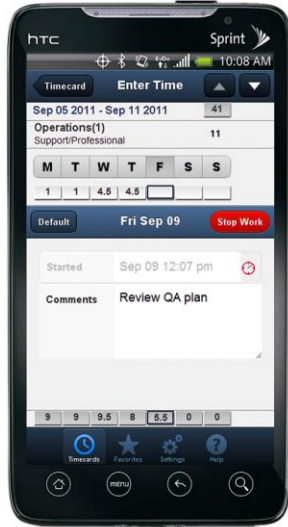 hTC Sprint
10:08 AM
Timecard Enter Time
Sep 05 2011 - Sep 11 2011 41
Operations(1)
Support/Professional 11
M T W T F S S
1 1 4.5 4.5
Default Fri Sep 09 Stop Work
Started Sep 09 12:07 pm
Comments Review QA plan
9 9 9.5 8 5.5 0 0
Timecards Favorites Settings Help
MENU